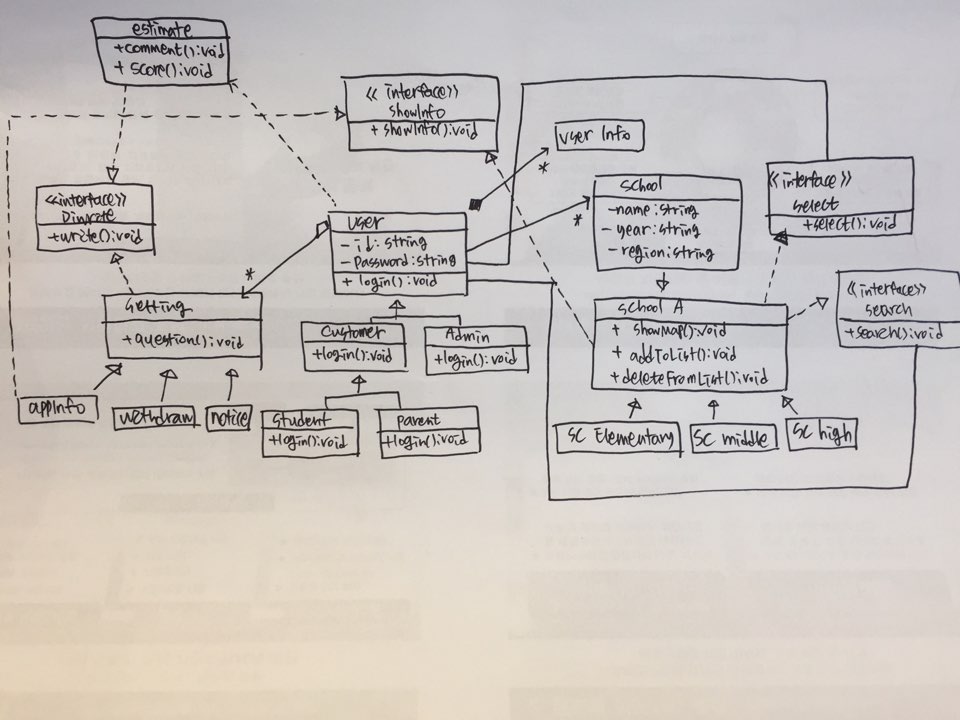 estimate
+comment():void
+ score():void
<< interface>>
showInfo
+ showInfo():void
user Info
*
school
-name:string
- year:string
- region:string
*
<<interface>>
select
+select():void
<<interface>>
+write():void
user
- id:string
- password:string
+ login():void
*
setting
+question():void
school A
+ showMap():void
+ addToList():void
+deleteFromList():void
<<interface>>
search
+search():void
customer
+login():void
Admin
+login():void
appInfo
withdraw
notice
student
+login():void
parent
+login():void
SC Elementary
SC middle
SC high